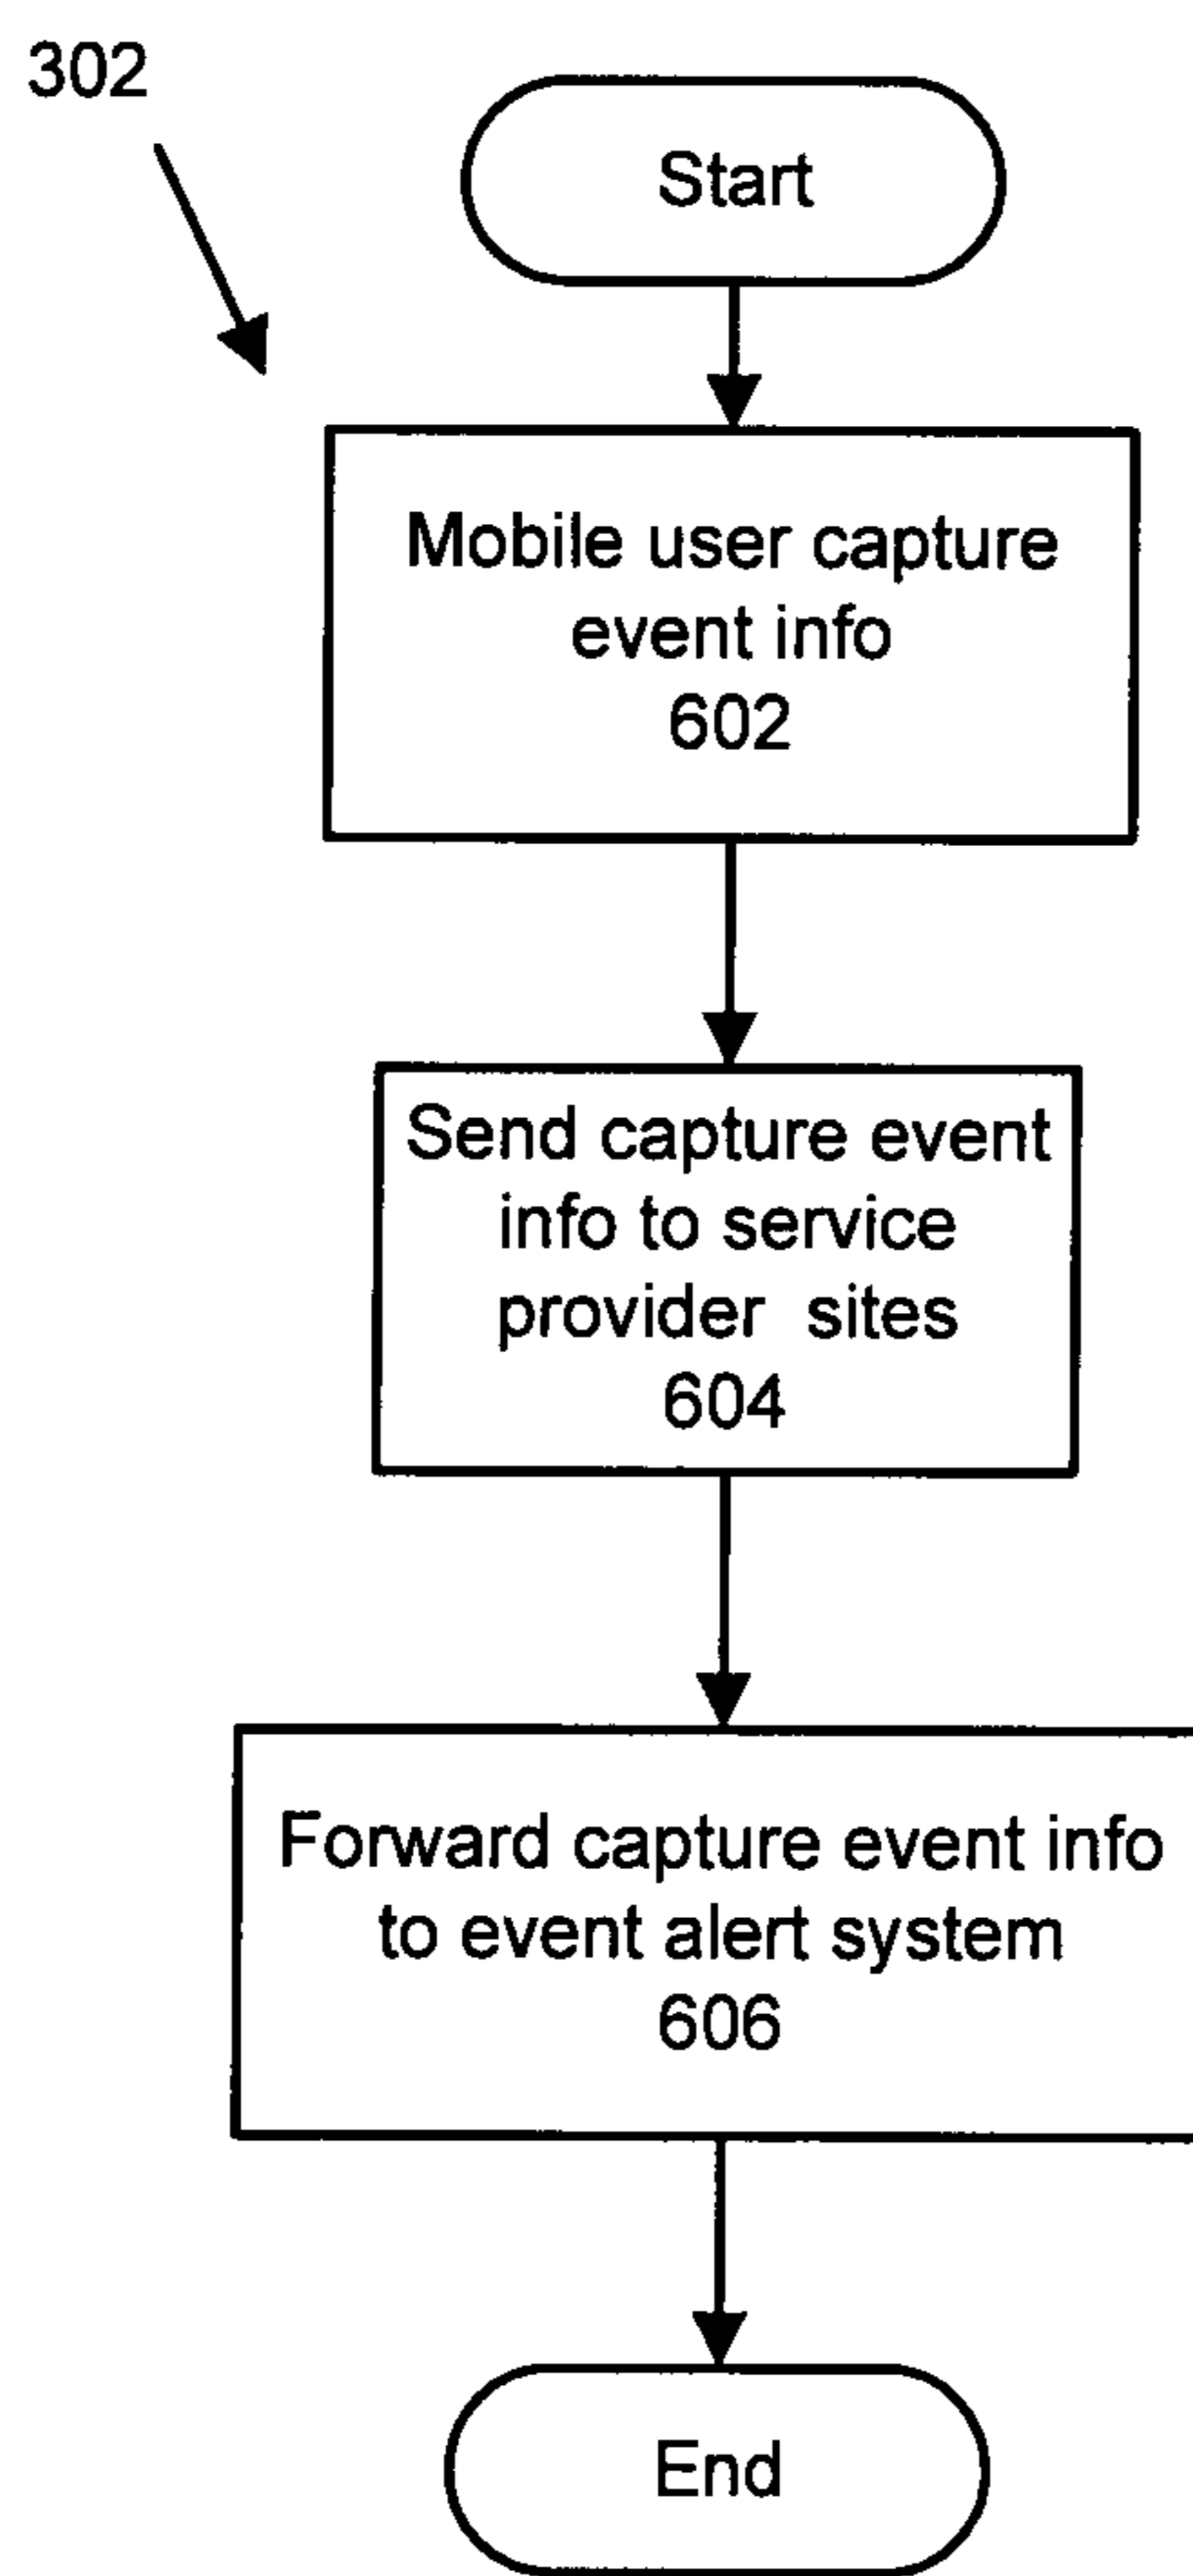 302
Start
Mobile user capture
event info
602
Send capture event
info to service
provider sites
604
Forward capture event info
to event alert system
606
End